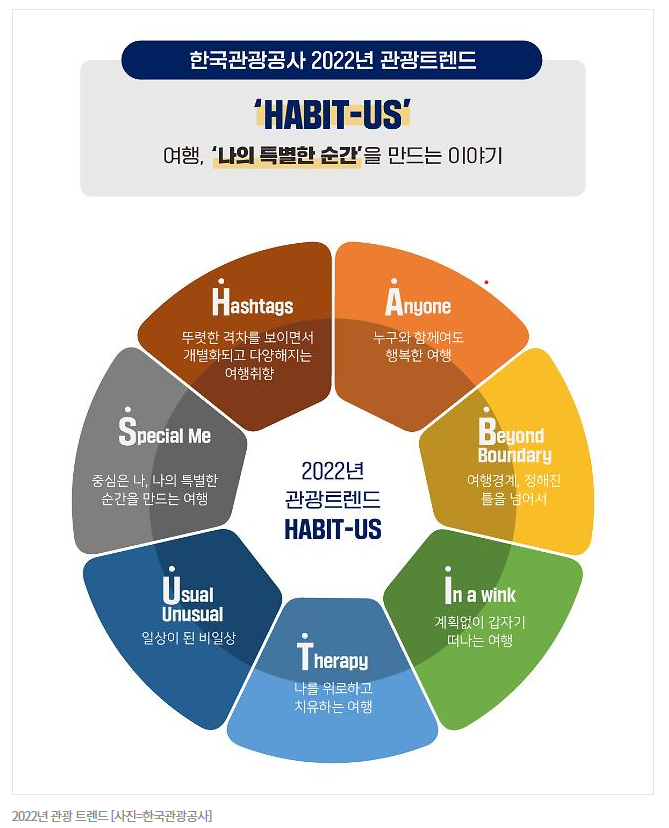 한국관광공사 2022년 관광트렌드
‘HABIT-US’
여행, ‘나의 특별한 순간’을 만드는 이야기
Hashtags
뚜렷한 격차를 보이면서
개별화되고 다양해지는
여행취향
Anyone
누구와 함께여도
행복한 여행
Beyond
Boundary
여행경계, 정해진
틀을 넘어서
In a wink
계획없이 갑자기
떠나는 여행
Therapy
나를 위로하고
치유하는 여행
Usual
Unusual
일상이 된 비일상
Special Me
중심은 나, 나의 특별한
순간을 만드는 여행
2022년
관광트렌드
HABIT-US
2022년 관광 트렌드 [사진=한국관광공사]